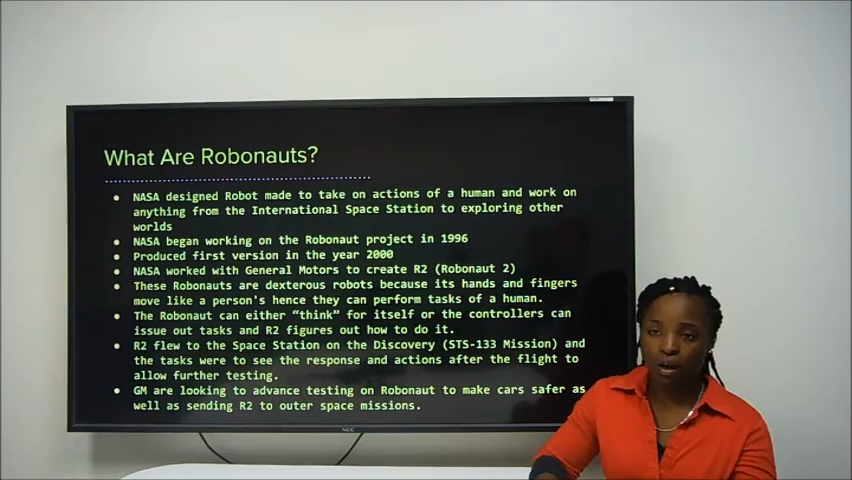 What Are Robonauts?
● NASA designed Robot made to take on actions of a human and work on
anything from the International Space Station to exploring other
worlds
● NASA began working on the Robonaut project in 1996
● Produced first version in the year 2000
● NASA worked with General Motors to create R2 (Robonaut 2)
● These Robonauts are dexterous robots because its hands and fingers
move like a person's hence they can perform tasks of a human.
● The Robonaut can either “think” for itself or the controllers can
issue out tasks and R2 figures out how to do it.
● R2 flew to the Space Station on the Discovery (STS-133 Mission) and
the tasks were to see the response and actions after the flight to
allow further testing.
● GM are looking to advance testing on Robonaut to make cars safer as
well as sending R2 to outer space missions.
NEC